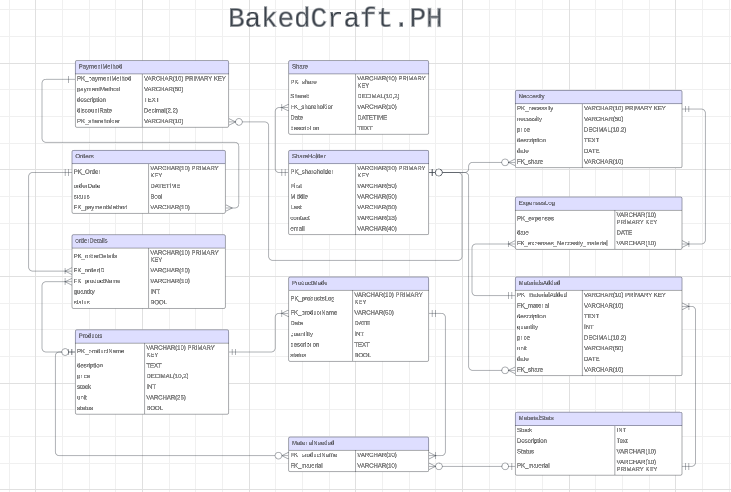 BakedCraft.PH
PaymentMethod
PK_paymentMethod VARCHAR(10) PRIMARY KEY
paymentMethod VARCHAR(50)
description TEXT
discountRate Decimal(2,2)
PK_shareholder VARCHAR(10)
Share
PK_share VARCHAR(10) PRIMARY
KEY
DECIMAL(10,2)
FK_shareholder VARCHAR(10)
Date DATETIME
description TEXT
Necessity
PK_necessity VARCHAR(10) PRIMARY KEY
necessity VARCHAR(50)
price DECIMAL(10,2)
description TEXT
date DATE
FK_share VARCHAR(10)
Orders
PK_Order VARCHAR(10) PRIMARY
KEY
orderDate DATETIME
status Bool
FK_paymentMethod VARCHAR(10)
ShareHolder
PK_shareholder VARCHAR(10) PRIMARY
KEY
First VARCHAR(50)
Middle VARCHAR(50)
Last VARCHAR(50)
contact
email
ExpensesLog
PK_expenses VARCHAR(10)
PRIMARY KEY
date DATE
FK_expenses_Necessity_material VARCHAR(10)
orderDetails
PK_orderDetails VARCHAR(10) PRIMARY
KEY
FK_orderID VARCHAR(10)
FK_productName VARCHAR(10)
quantity INT
status BOOL
ProductMade
PK_productLog VARCHAR(10) PRIMARY
KEY
FK_productName VARCHAR(50)
Date DATE
quantity INT
description TEXT
status BOOL
MaterialsAdded
PK_MaterialAdded VARCHAR(10) PRIMARY KEY
FK_material VARCHAR(10)
description TEXT
quantity INT
price DECIMAL(10,2)
unit VARCHAR(50)
date DATE
FK_share VARCHAR(10)
Products
PK_productName VARCHAR(10) PRIMARY
KEY
description TEXT
price DECIMAL(10,2)
stock INT
unit VARCHAR(25)
status BOOL
MaterialNeeded
FK_productName VARCHAR(10)
FK_material VARCHAR(10)
MaterialStats
Stock INT
Description Text
Status VARCHAR(10)
PK_material VARCHAR(10)
PRIMARY KEY